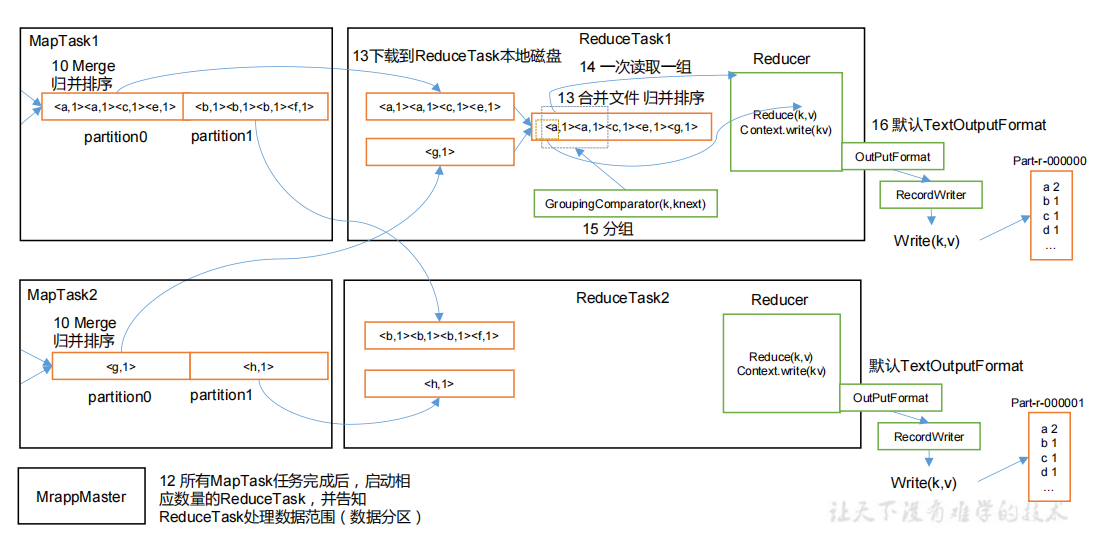 MapTask1
10 Merge
归并排序
<a,1><a,1><c,1><e,1>
<b,1><b,1><b,1><f,1>
partition0
partition1
ReduceTask1
13下载到ReduceTask本地磁盘
14 一次读取一组
Reducer
<a,1><a,1><c,1><e,1>
13 合并文件 归并排序
<a,1><a,1><c,1><e,1><g,1>
<g,1>
Reduce(k,v)
Context.write(kv)
GroupingComparator(k,knext)
15 分组
16 默认TextOutputFormat
OutPutFormat
RecordWriter
Write(k,v)
Part-r-000000
a 2
b 1
c 1
d 1
...
MapTask2
10 Merge
归并排序
<g,1>
<h,1>
partition0
partition1
ReduceTask2
Reducer
<b,1><b,1><b,1><f,1>
<h,1>
Reduce(k,v)
Context.write(kv)
默认TextOutputFormat
OutPutFormat
RecordWriter
Write(k,v)
Part-r-000001
a 2
b 1
c 1
d 1
...
MrappMaster
12 所有MapTask任务完成后，启动相
应数量的ReduceTask，并告知
ReduceTask处理数据范围（数据分区）
让天下没有难学的技术